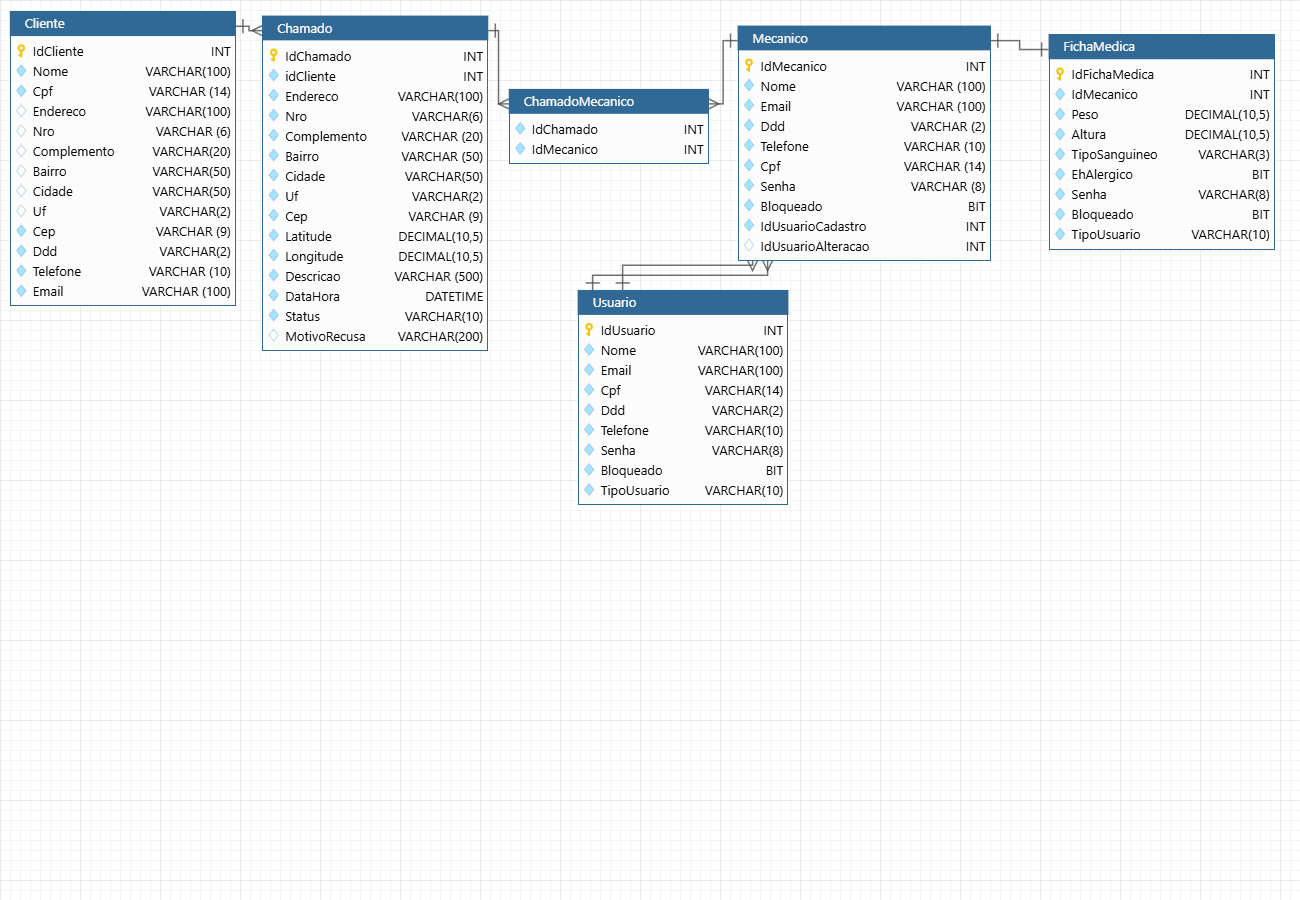 Cliente
IdCliente INT
Nome VARCHAR(100)
Cpf VARCHAR (14)
Endereco VARCHAR(100)
Nro VARCHAR (6)
Complemento VARCHAR(20)
Bairro VARCHAR(50)
Cidade VARCHAR(50)
Uf VARCHAR(2)
Cep VARCHAR (9)
Ddd VARCHAR(2)
Telefone VARCHAR (10)
Email VARCHAR (100)
Chamado
IdChamado INT
idCliente INT
Endereco VARCHAR(100)
Nro VARCHAR(6)
Complemento VARCHAR (20)
Bairro VARCHAR (50)
Cidade VARCHAR(50)
Uf VARCHAR(2)
Cep VARCHAR (9)
Latitude DECIMAL(10,5)
Longitude DECIMAL(10,5)
Descricao VARCHAR (500)
DataHora DATETIME
Status VARCHAR(10)
MotivoRecusa VARCHAR(200)
ChamadoMecanico
IdChamado INT
IdMecanico INT
Mecanico
IdMecanico INT
Nome VARCHAR (100)
Email VARCHAR (100)
Ddd VARCHAR (2)
Telefone VARCHAR (10)
Cpf VARCHAR (14)
Senha VARCHAR (8)
Bloqueado BIT
IdUsuarioCadastro INT
IdUsuarioAlteracao INT
FichaMedica
IdFichaMedica INT
IdMecanico INT
Peso DECIMAL(10,5)
Altura DECIMAL(10,5)
TipoSanguineo VARCHAR(3)
EhAlergico BIT
Senha VARCHAR(8)
Bloqueado BIT
TipoUsuario VARCHAR(10)
Usuario
IdUsuario INT
Nome VARCHAR(100)
Email VARCHAR(100)
Cpf VARCHAR(14)
Ddd VARCHAR(2)
Telefone VARCHAR(10)
Senha VARCHAR(8)
Bloqueado BIT
TipoUsuario VARCHAR(10)